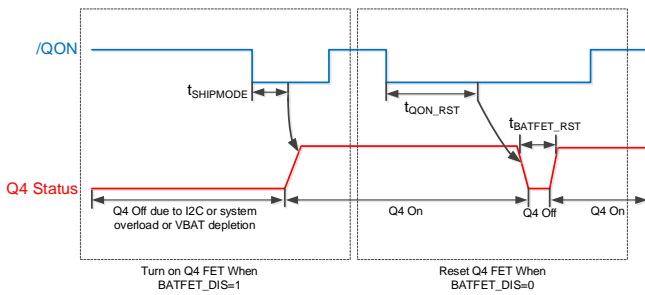 /QON
tSHIPMODE
tQON_RST
tBATFET_RST
Q4 Status
Q4 Off due to I2C or system
overload or VBAT depletion
Q4 On
Q4 Off
Q4 On
Turn on Q4 FET When
BATFET_DIS=1
Reset Q4 FET When
BATFET_DIS=0